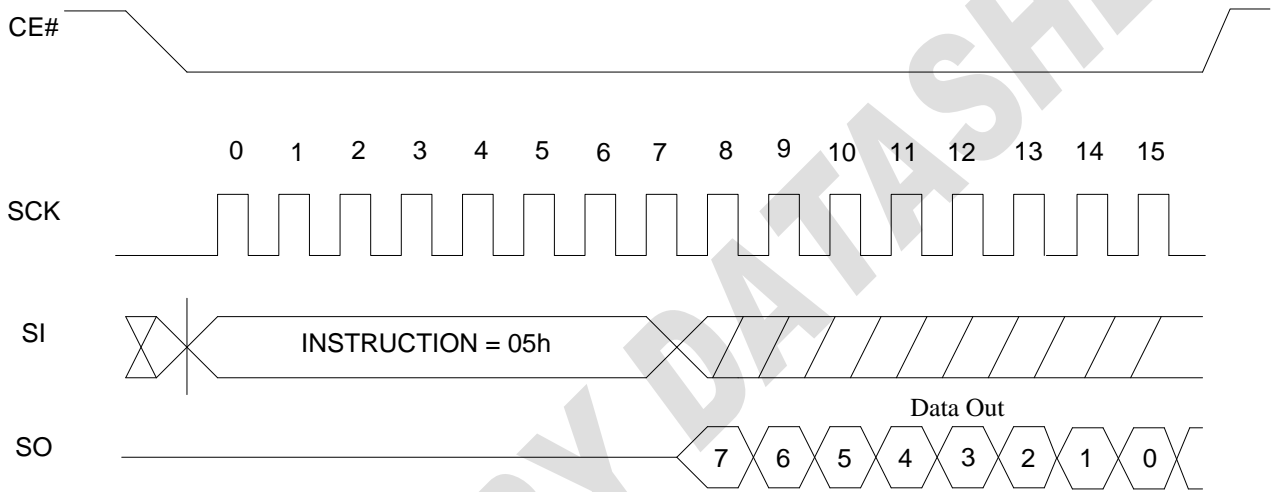 CE#
0 1 2 3 4 5 6 7 8 9 10 11 12 13 14 15
SCK
SI
INSTRUCTION = 05h
Data Out
SO
7 6 5 4 3 2 1 0